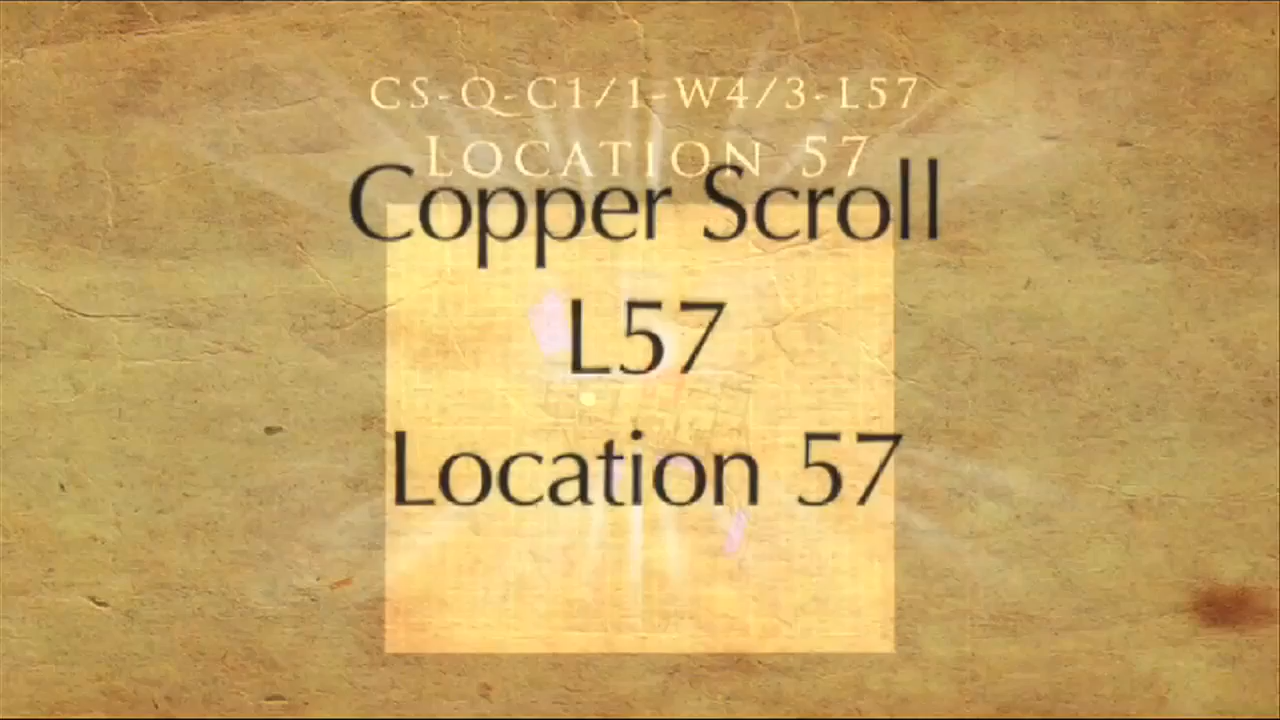 CS-Q-C1/1-W4/3-L57
LOCATION 57
Copper Scroll
L57
Location 57